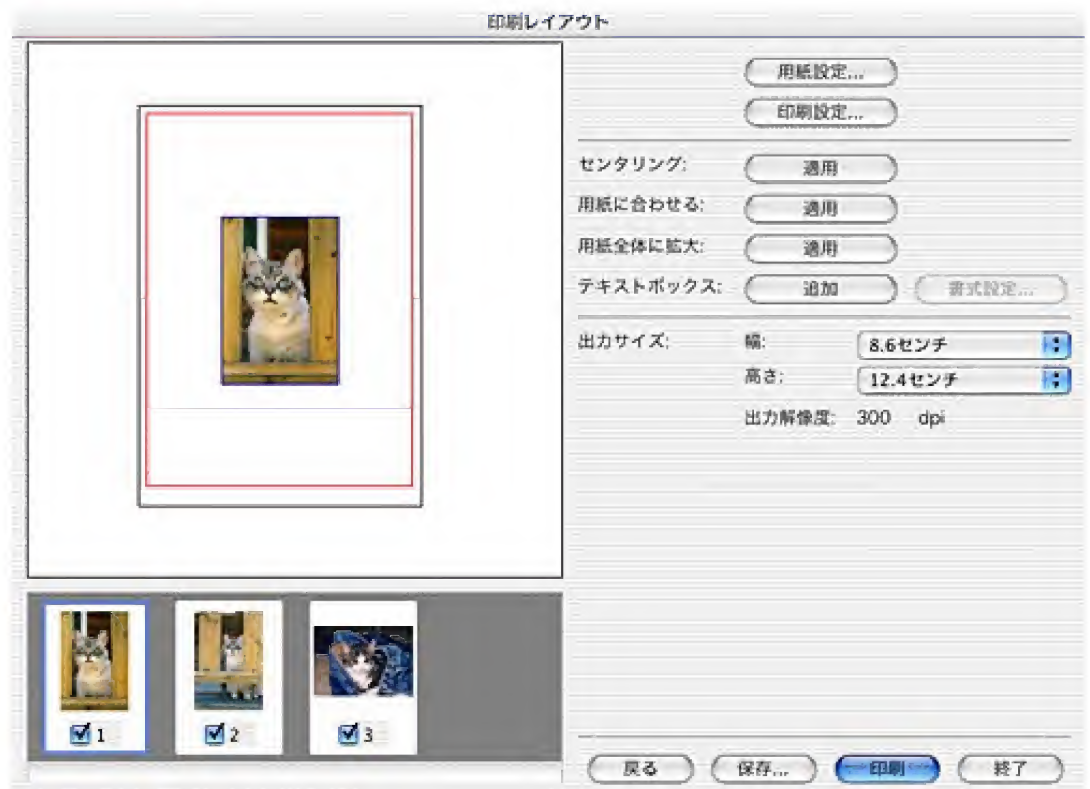 印刷レイアウト
用紙設定...
印刷設定...
センタリング: 適用
用紙に合わせる: 適用
用紙全体に拡大: 適用
テキストボックス: 追加 書式設定...
出力サイズ: 幅: 8.6センチ
高さ: 12.4センチ
出力解像度: 300 dpi
1 2 3
戻る 保存... 印刷 終了